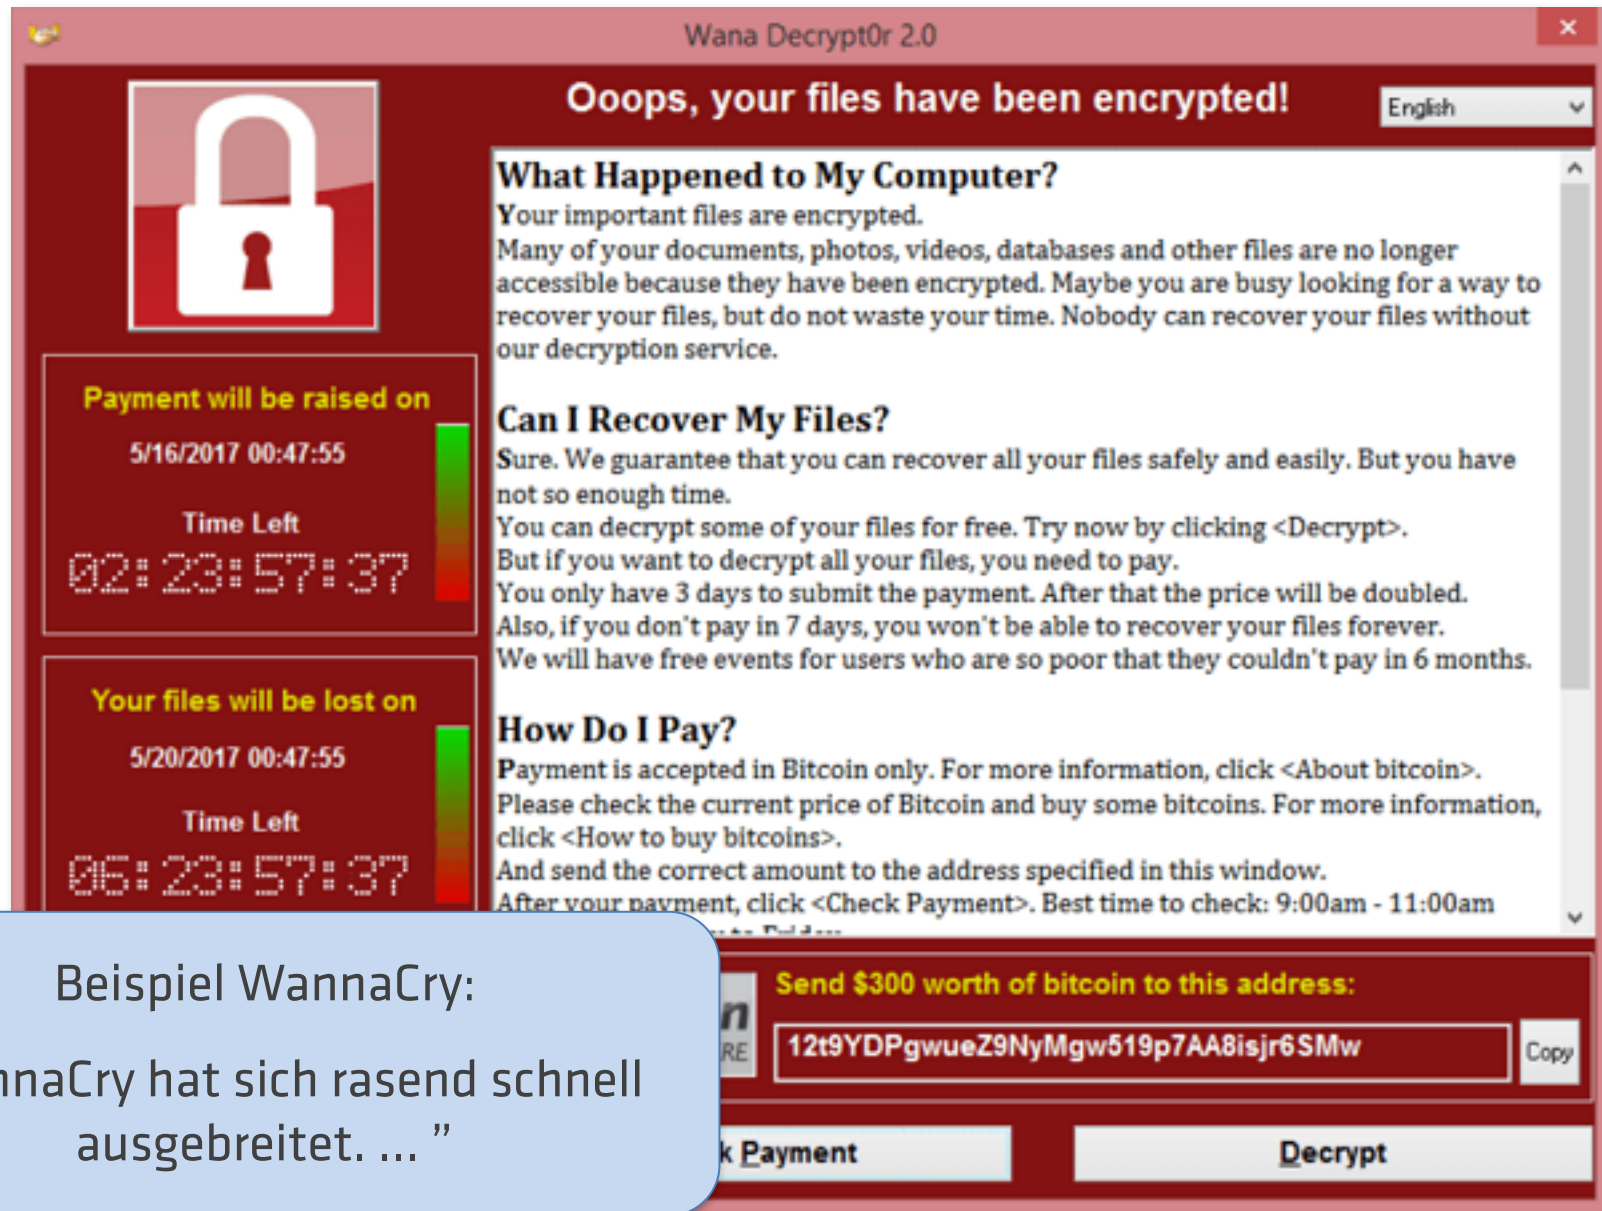 Wana Decrypt0r 2.0
Ooops, your files have been encrypted!
English
What Happened to My Computer?
Your important files are encrypted.
Many of your documents, photos, videos, databases and other files are no longer
accessible because they have been encrypted. Maybe you are busy looking for a way to
recover your files, but do not waste your time. Nobody can recover your files without
our decryption service.
Can I Recover My Files?
Sure. We guarantee that you can recover all your files safely and easily. But you have
not so enough time.
You can decrypt some of your files for free. Try now by clicking <Decrypt>.
But if you want to decrypt all your files, you need to pay.
You only have 3 days to submit the payment. After that the price will be doubled.
Also, if you don't pay in 7 days, you won't be able to recover your files forever.
We will have free events for users who are so poor that they couldn't pay in 6 months.
How Do I Pay?
Payment is accepted in Bitcoin only. For more information, click <About bitcoin>.
Please check the current price of Bitcoin and buy some bitcoins. For more information,
click <How to buy bitcoins>.
And send the correct amount to the address specified in this window.
After your payment, click <Check Payment>. Best time to check: 9:00am - 11:00am
Payment will be raised on
5/16/2017 00:47:55
Time Left
02:23:57:37
Your files will be lost on
5/20/2017 00:47:55
Time Left
06:23:57:37
Send $300 worth of bitcoin to this address:
12t9YDPgwueZ9NyMgw519p7AA8isjr6SMw
Copy
Payment
Decrypt
Beispiel WannaCry:
nnaCry hat sich rasend schnell
ausgebreitet. ... ”